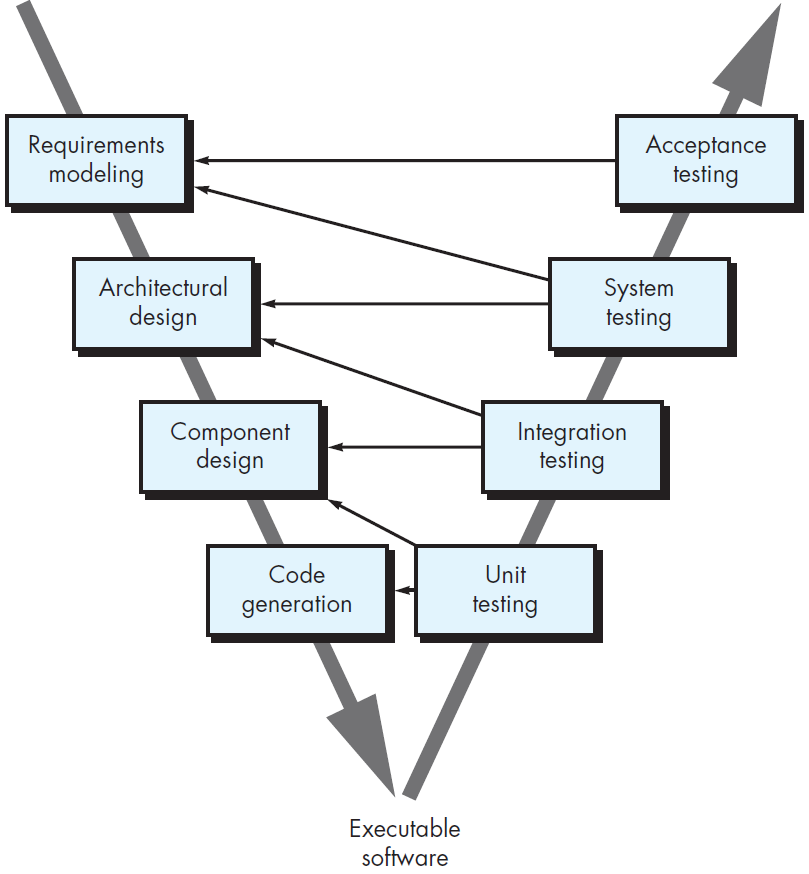 Requirements
modeling
Acceptance
testing
Architectural
design
System
testing
Component
design
Integration
testing
Code
generation
Unit
testing
Executable
software